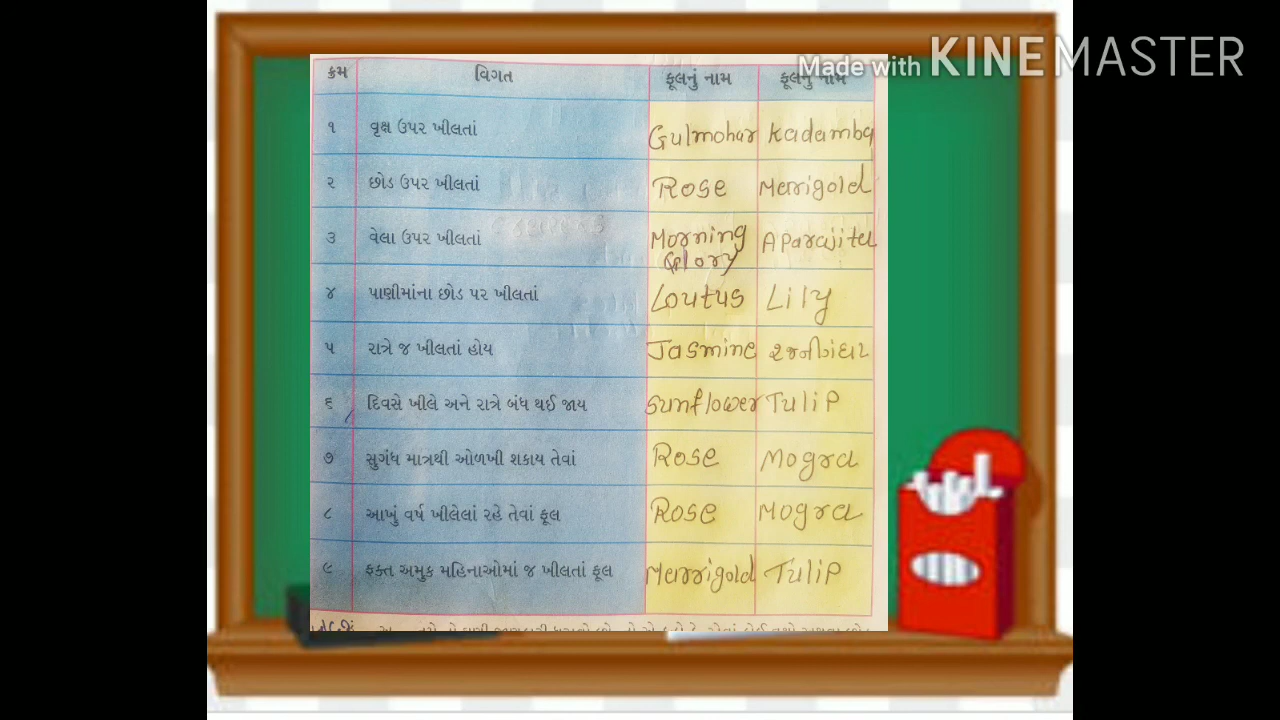 Made with KINEMASTER
ક્રમ વિગત ફૂલનું નામ ફૂલનું નામ
૧ વૃક્ષ ઉપર ખીલતાં Gulmohar Kadamba
૨ છોડ ઉપર ખીલતાં Rose Merrigold
૩ વેલા ઉપર ખીલતાં Morning Glory Aparajita
૪ પાણીમાંના છોડ પર ખીલતાં Loutus Lily
૫ રાત્રે જ ખીલતાં હોય Jasmine રજનીગંધાર
૬ દિવસે ખીલે અને રાત્રે બંધ થઈ જાય Sunflower Tulip
૭ સુગંધ માત્રથી ઓળખી શકાય તેવાં Rose Mogra
૮ આખું વર્ષ ખીલેલાં રહે તેવાં ફૂલ Rose Mogra
૯ ફક્ત અમુક મહિનાઓમાં જ ખીલતાં ફૂલ Merrigold Tulip